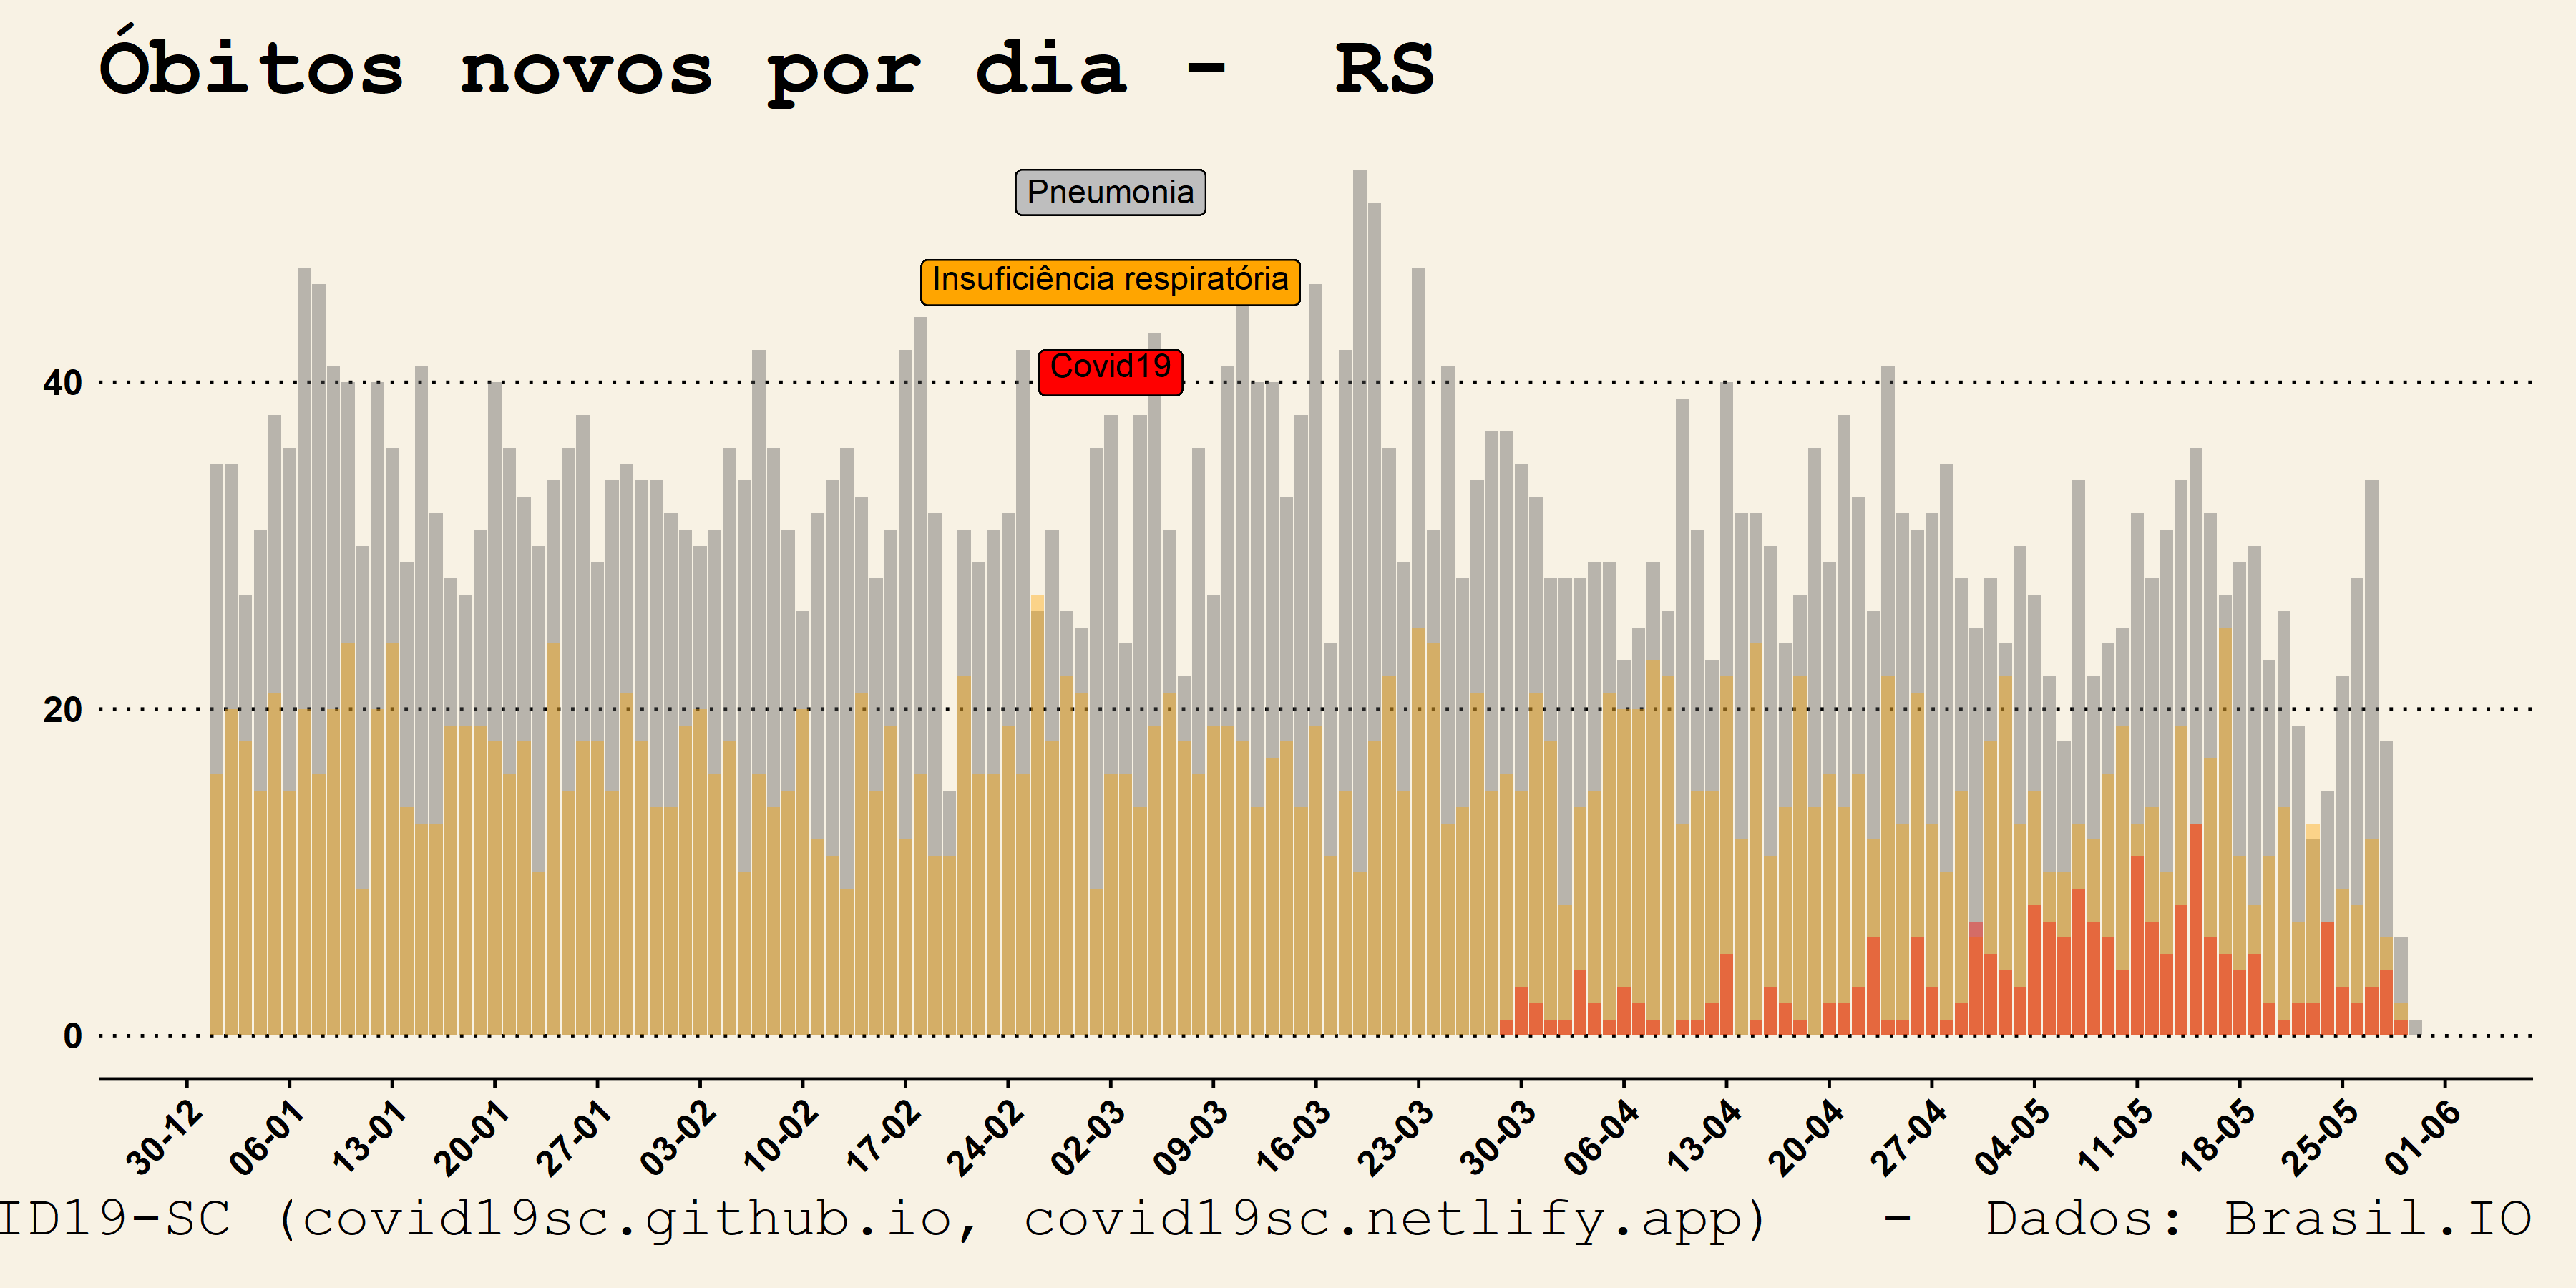 Óbitos novos por dia - RS
Pneumonia
Insuficiência respiratória
Covid19
40
20
0
30-12 06-01 13-01 20-01 27-01 03-02 10-02 17-02 24-02 02-03 09-03 16-03 23-03 30-03 06-04 13-04 20-04 27-04 04-05 11-05 18-05 25-05 01-06
ID19-SC (covid19sc.github.io, covid19sc.netlify.app) - Dados: Brasil.IO